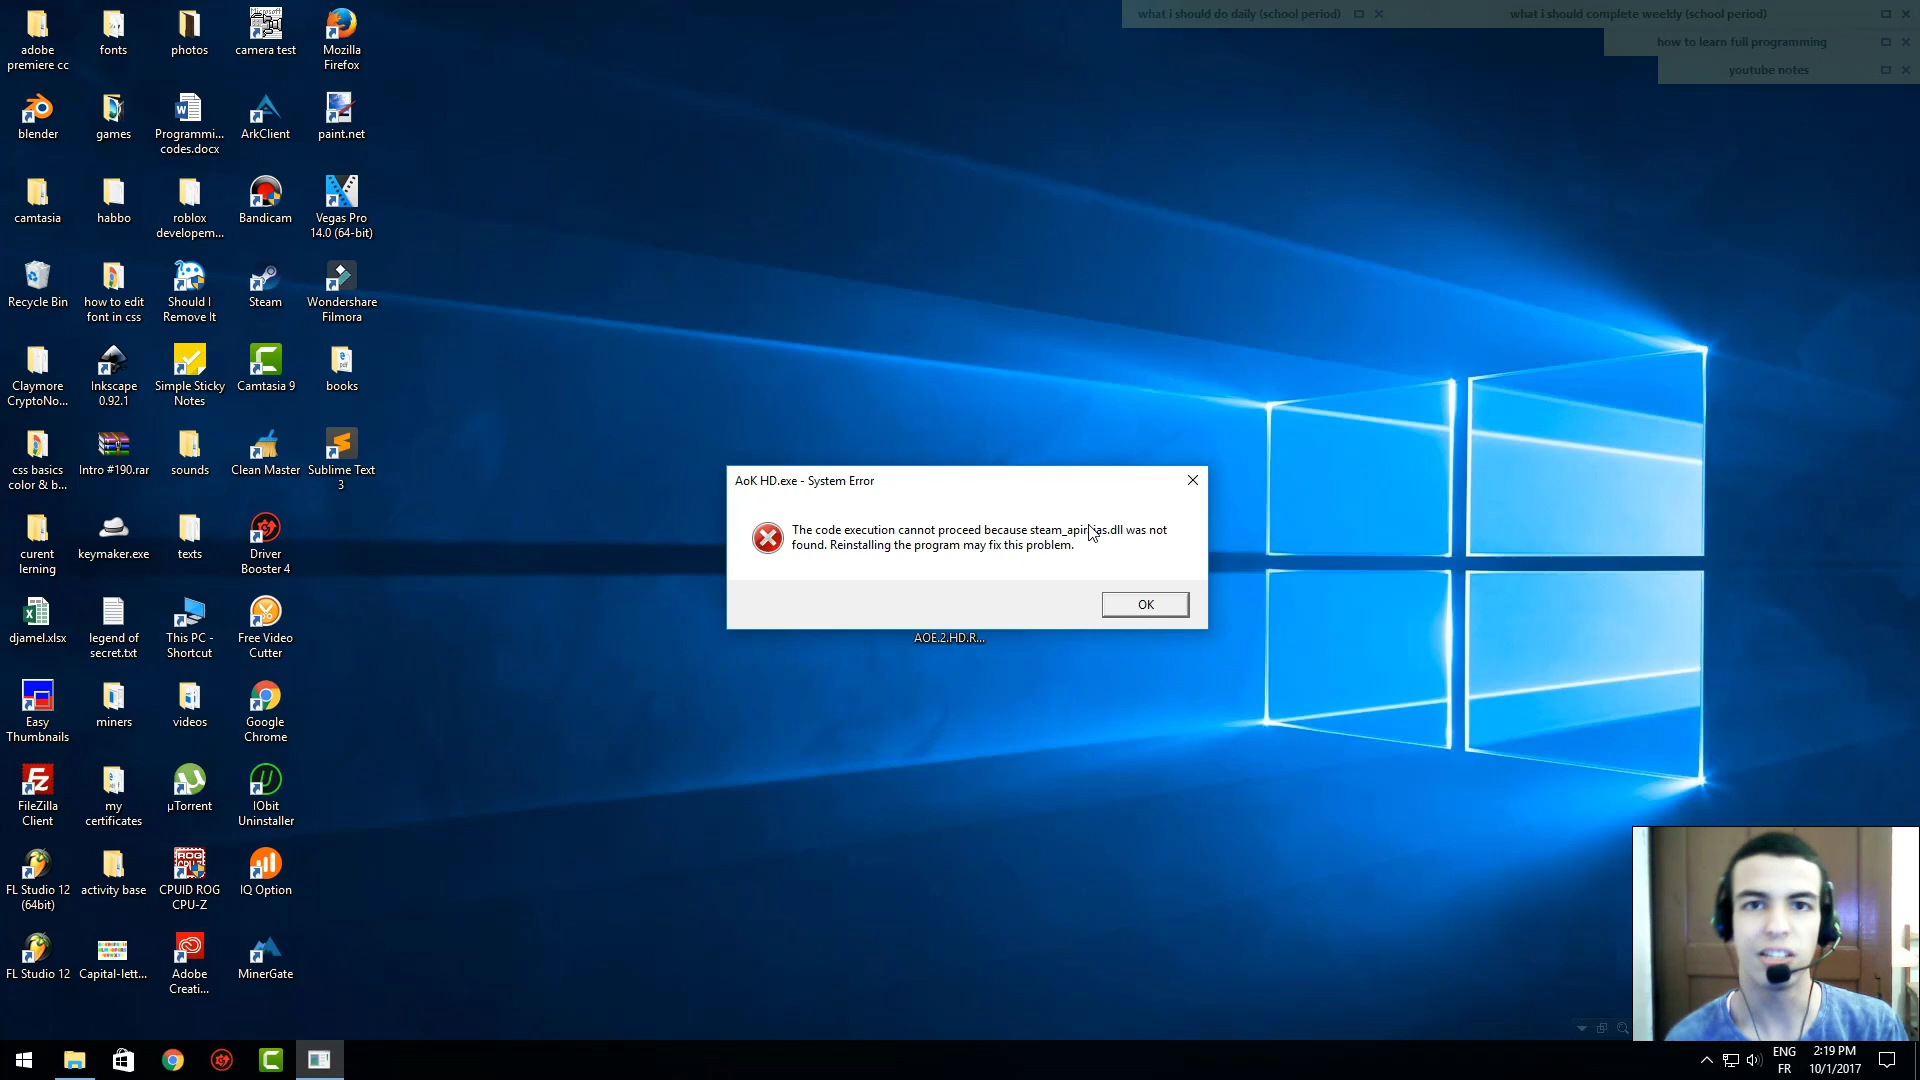 adobe
premiere cc
fonts
photos
camera test
Mozilla
Firefox
blender
games
Programmi...
codes.docx
ArkClient
paint.net
camtasia
habbo
roblox
developem...
Bandicam
Vegas Pro
14.0 (64-bit)
Recycle Bin
how to edit
font in css
Should I
Remove It
Steam
Wondershare
Filmora
Claymore
CryptoNo...
Inkscape
0.92.1
Simple Sticky
Notes
Camtasia 9
books
css basics
color & b...
Intro #190.rar
sounds
Clean Master
Sublime Text
3
curent
lerning
keymaker.exe
texts
Driver
Booster 4
djamel.xlsx
legend of
secret.txt
This PC -
Shortcut
Free Video
Cutter
Easy
Thumbnails
miners
videos
Google
Chrome
FileZilla
Client
my
certificates
µTorrent
IObit
Uninstaller
FL Studio 12
(64bit)
activity base
CPUID ROG
CPU-Z
IQ Option
FL Studio 12
Capital-lett...
Adobe
Creati...
MinerGate
what i should do daily (school period)
what i should complete weekly (school period)
how to learn full programming
youtube notes
AoK HD.exe - System Error
The code execution cannot proceed because was not
found. Reinstalling the program may fix this problem.
OK
AOE.2.HD.R...
ENG
FR
2:19 PM
10/1/2017